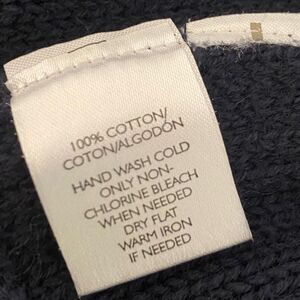 100% COTTON/
COTON/ALGODÓN
HAND WASH COLD
ONLY NON-
CHLORINE BLEACH
WHEN NEEDED
DRY FLAT
WARM IRON
IF NEEDED